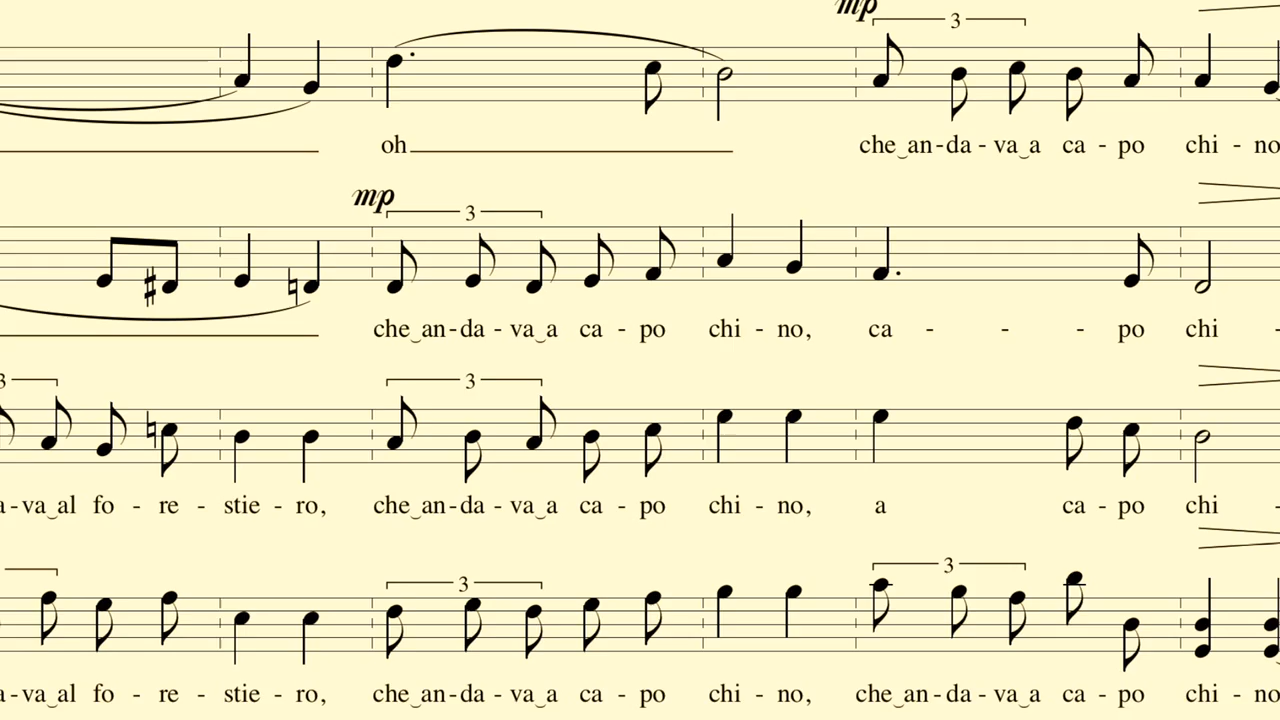 mp
3
oh che‿an-da - va‿a ca - po chi - no
mp
3
che‿an-da - va‿a ca - po chi - no, ca - - - po chi -
3 3
a-va‿al fo - re - stie - ro, che‿an-da - va‿a ca - po chi - no, a ca - po chi -
3 3
a-va‿al fo - re - stie - ro, che‿an-da - va‿a ca - po chi - no, che‿an-da - va‿a ca - po chi - no